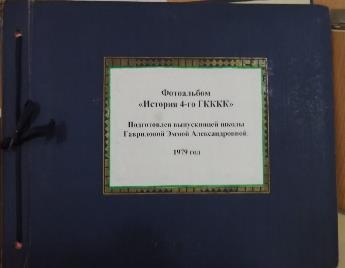 Фотоальбом
«История 4-го ГКККК»
Подготовлен выпускницей школы
Гавриловой Эммой Александровной.
1979 год